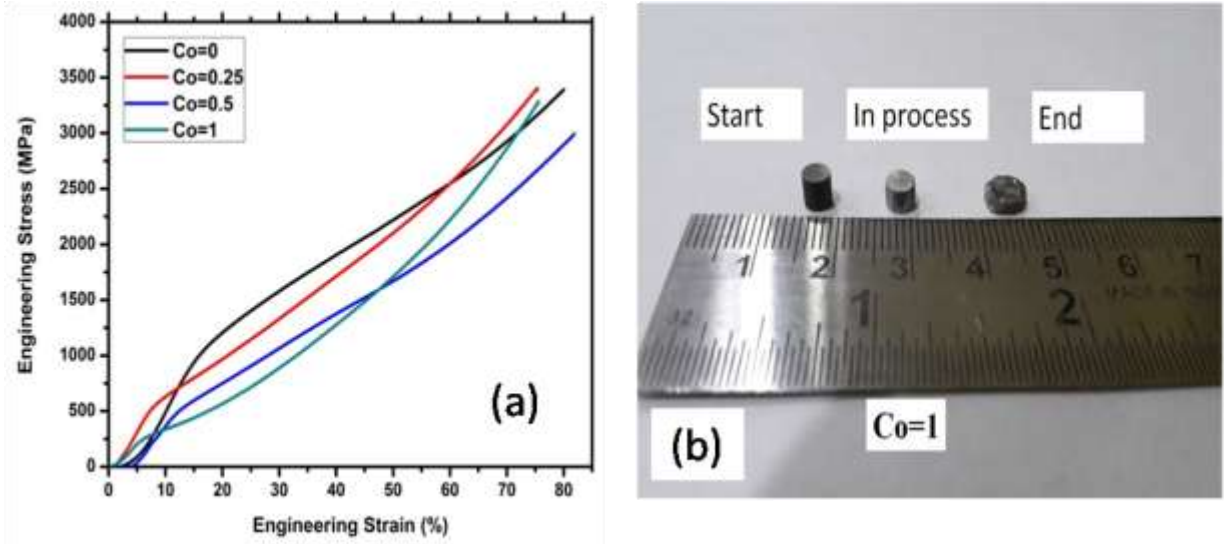 4000
3500
3000
2500
2000
1500
1000
500
0
Engineering Stress (MPa)
Co=0
Co=0.25
Co=0.5
Co=1
(a)
0 10 20 30 40 50 60 70 80
Engineering Strain (%)
Start In process End
1 2 3 4 5 6 7
32 1 2
Co=1
(b)